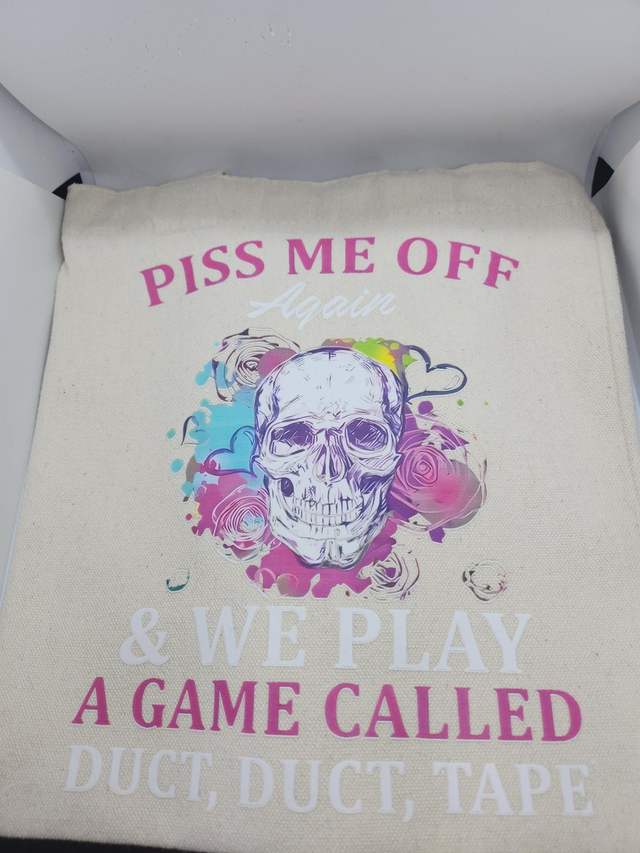 PISS ME OFF
Again
& WE PLAY
A GAME CALLED
DUCT, DUCT, TAPE